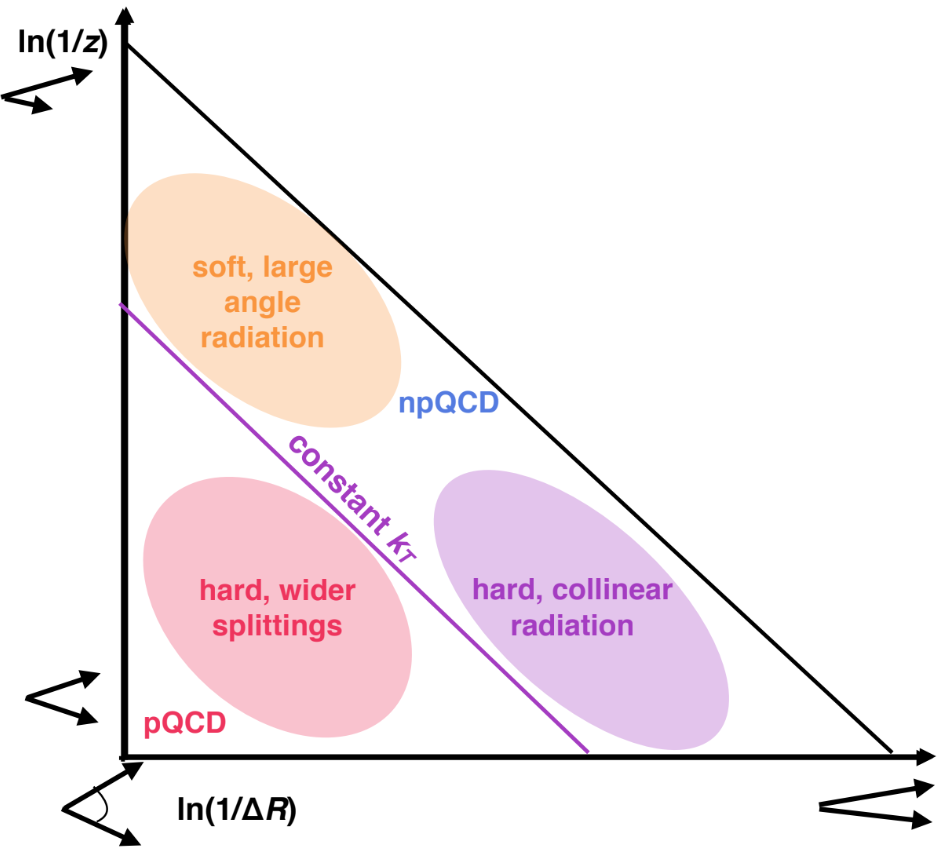 ln(1/z)
soft, large
angle
radiation
npQCD
constant kT
hard, wider
splittings
hard, collinear
radiation
pQCD
ln(1/ΔR)